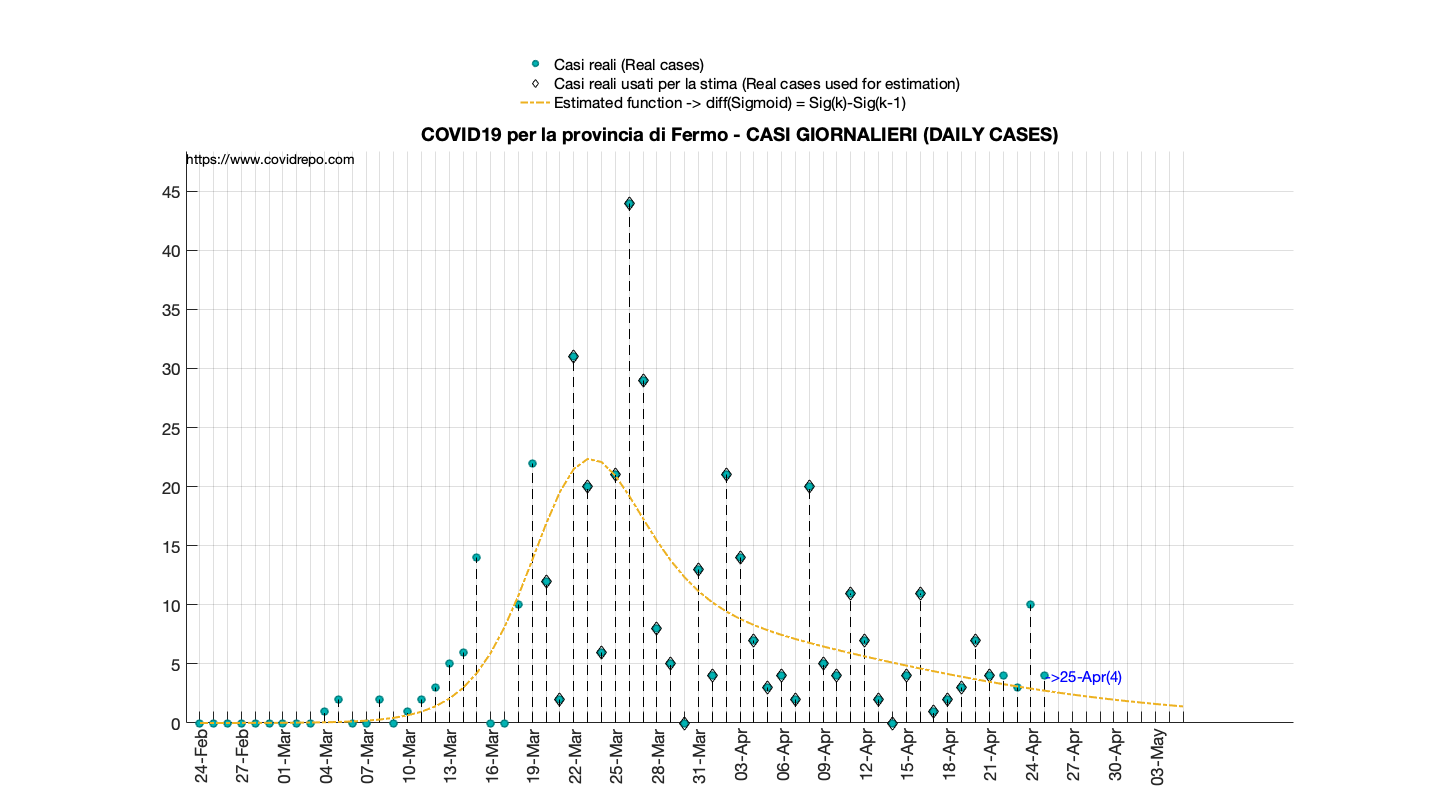 Casi reali (Real cases)
Casi reali usati per la stima (Real cases used for estimation)
Estimated function -> diff(Sigmoid) = Sig(k)-Sig(k-1)
COVID19 per la provincia di Fermo - CASI GIORNALIERI (DAILY CASES)
https://www.covidrepo.com
45
40
35
30
25
20
15
10
5
0
->25-Apr(4)
24-Feb
27-Feb
01-Mar
04-Mar
07-Mar
10-Mar
13-Mar
16-Mar
19-Mar
22-Mar
25-Mar
28-Mar
31-Mar
03-Apr
06-Apr
09-Apr
12-Apr
15-Apr
18-Apr
21-Apr
24-Apr
27-Apr
30-Apr
03-May